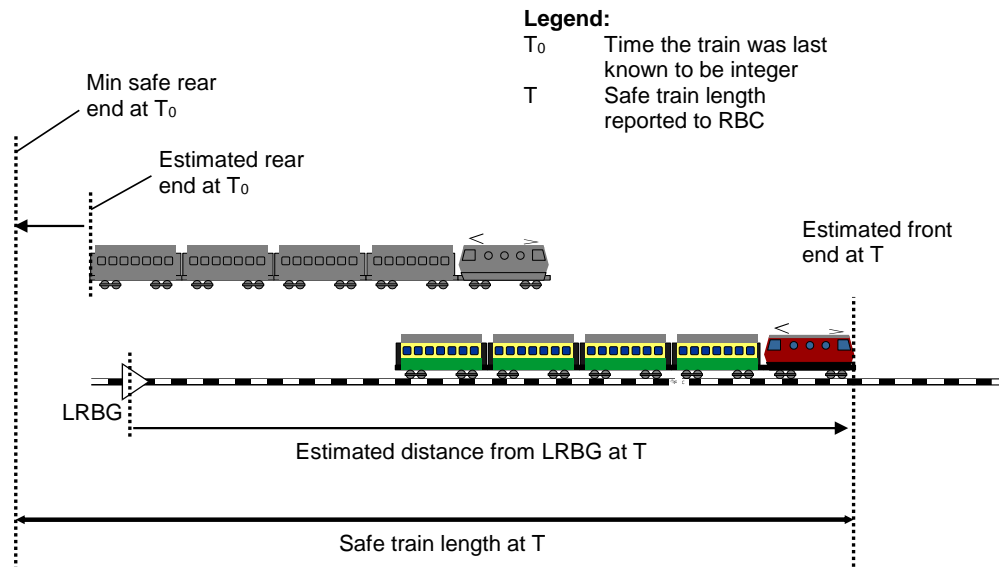 Legend:
T₀ Time the train was last
known to be integer
T Safe train length
reported to RBC
Min safe rear
end at T₀
Estimated rear
end at T₀
Estimated front
end at T
LRBG
Estimated distance from LRBG at T
Safe train length at T